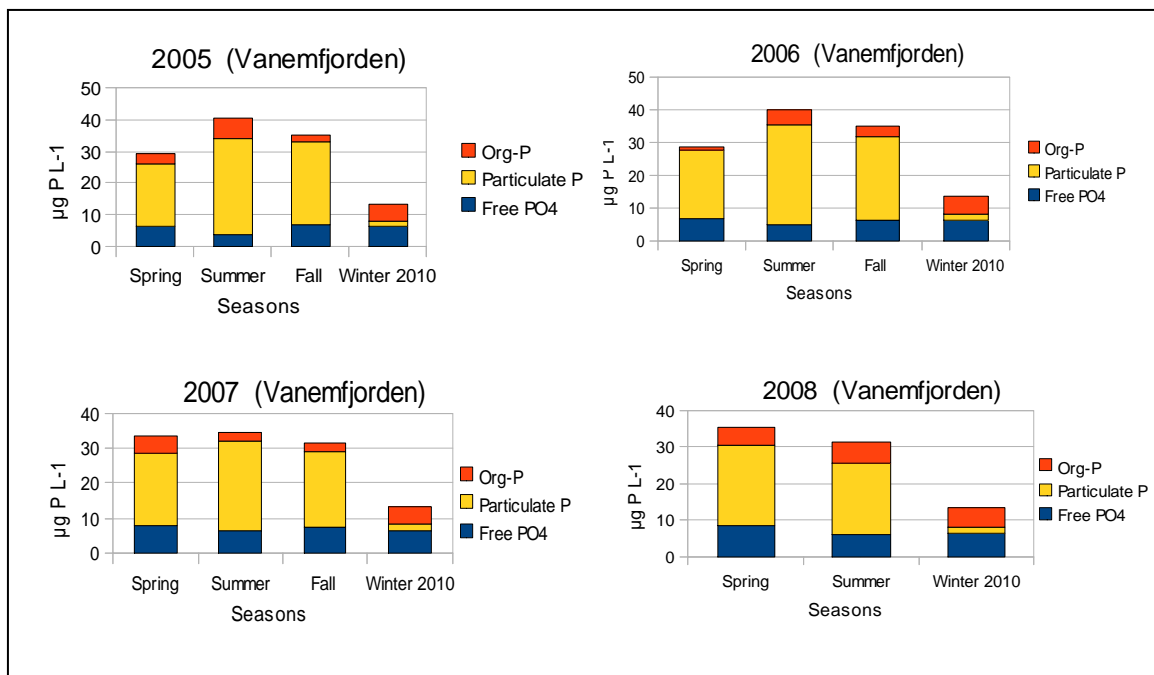 2005 (Vanemfjorden)
50
40
30
20
10
0
µg P L-1
Spring
Summer
Fall
Winter 2010
Seasons
Org-P
Particulate P
Free PO4
2006 (Vanemfjorden)
50
40
30
20
10
0
µg P L-1
Spring
Summer
Fall
Winter 2010
Seasons
Org-P
Particulate P
Free PO4
2007 (Vanemfjorden)
40
30
20
10
0
µg P L-1
Spring
Summer
Fall
Winter 2010
Seasons
Org-P
Particulate P
Free PO4
2008 (Vanemfjorden)
40
30
20
10
0
µg P L-1
Spring
Summer
Winter 2010
Seasons
Org-P
Particulate P
Free PO4